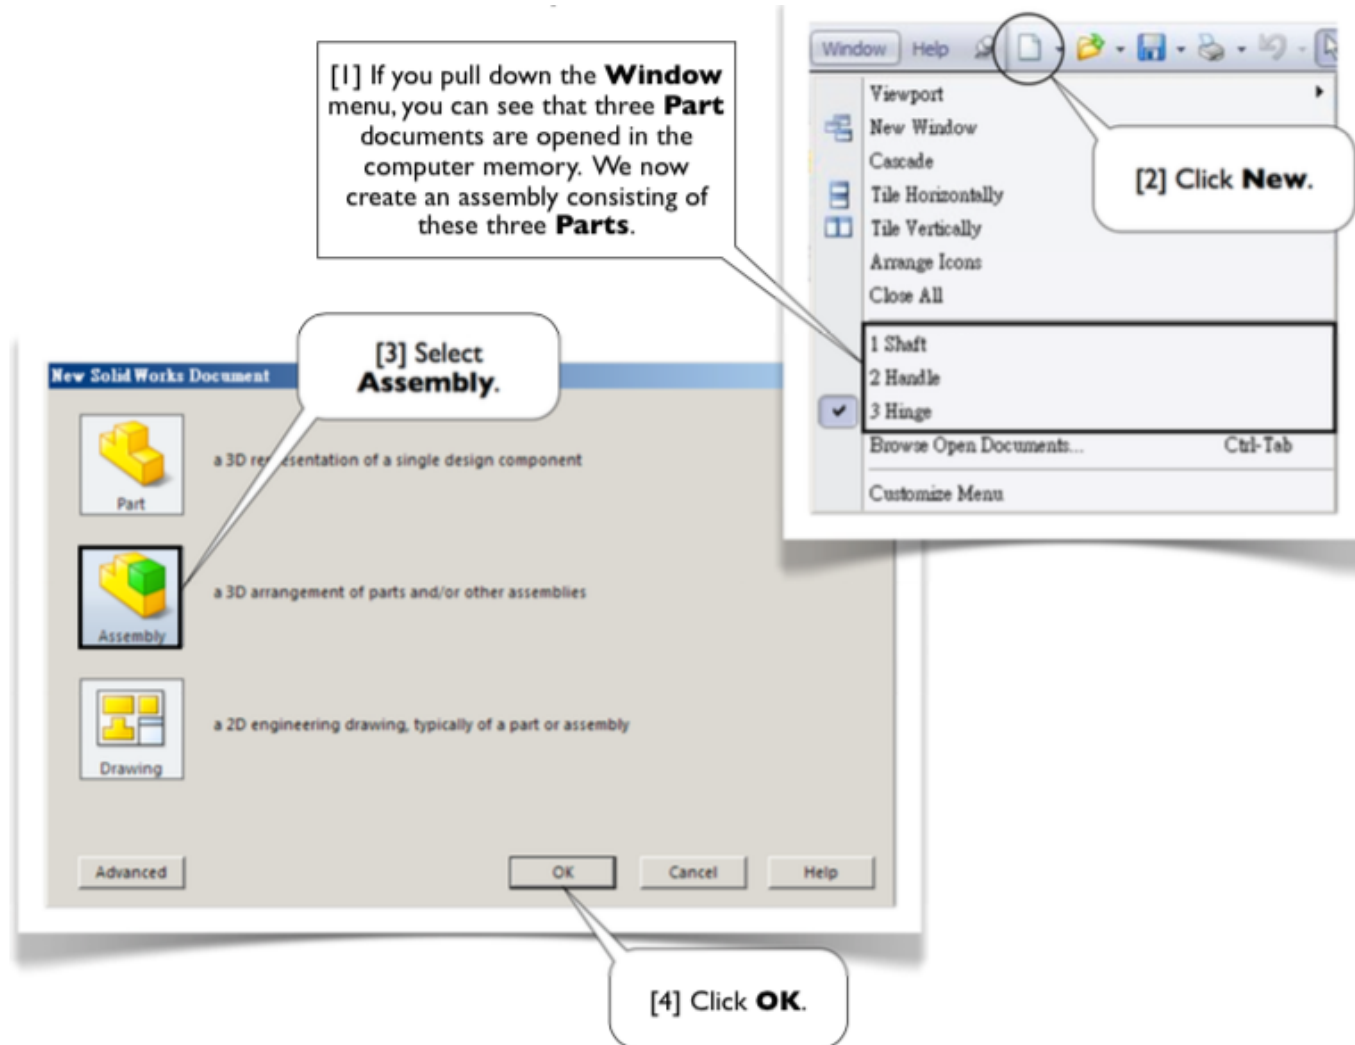 [1] If you pull down the Window
menu, you can see that three Part
documents are opened in the
computer memory. We now
create an assembly consisting of
these three Parts.
Window Help
Viewport
New Window
Cascade
Tile Horizontally
Tile Vertically
Arrange Icons
Close All
1 Shaft
2 Handle
3 Hinge
Browse Open Documents... Ctrl-Tab
Customize Menu
[2] Click New.
[3] Select
Assembly.
New SolidWorks Document
Part
a 3D representation of a single design component
Assembly
a 3D arrangement of parts and/or other assemblies
Drawing
a 2D engineering drawing, typically of a part or assembly
Advanced
OK
Cancel
Help
[4] Click OK.